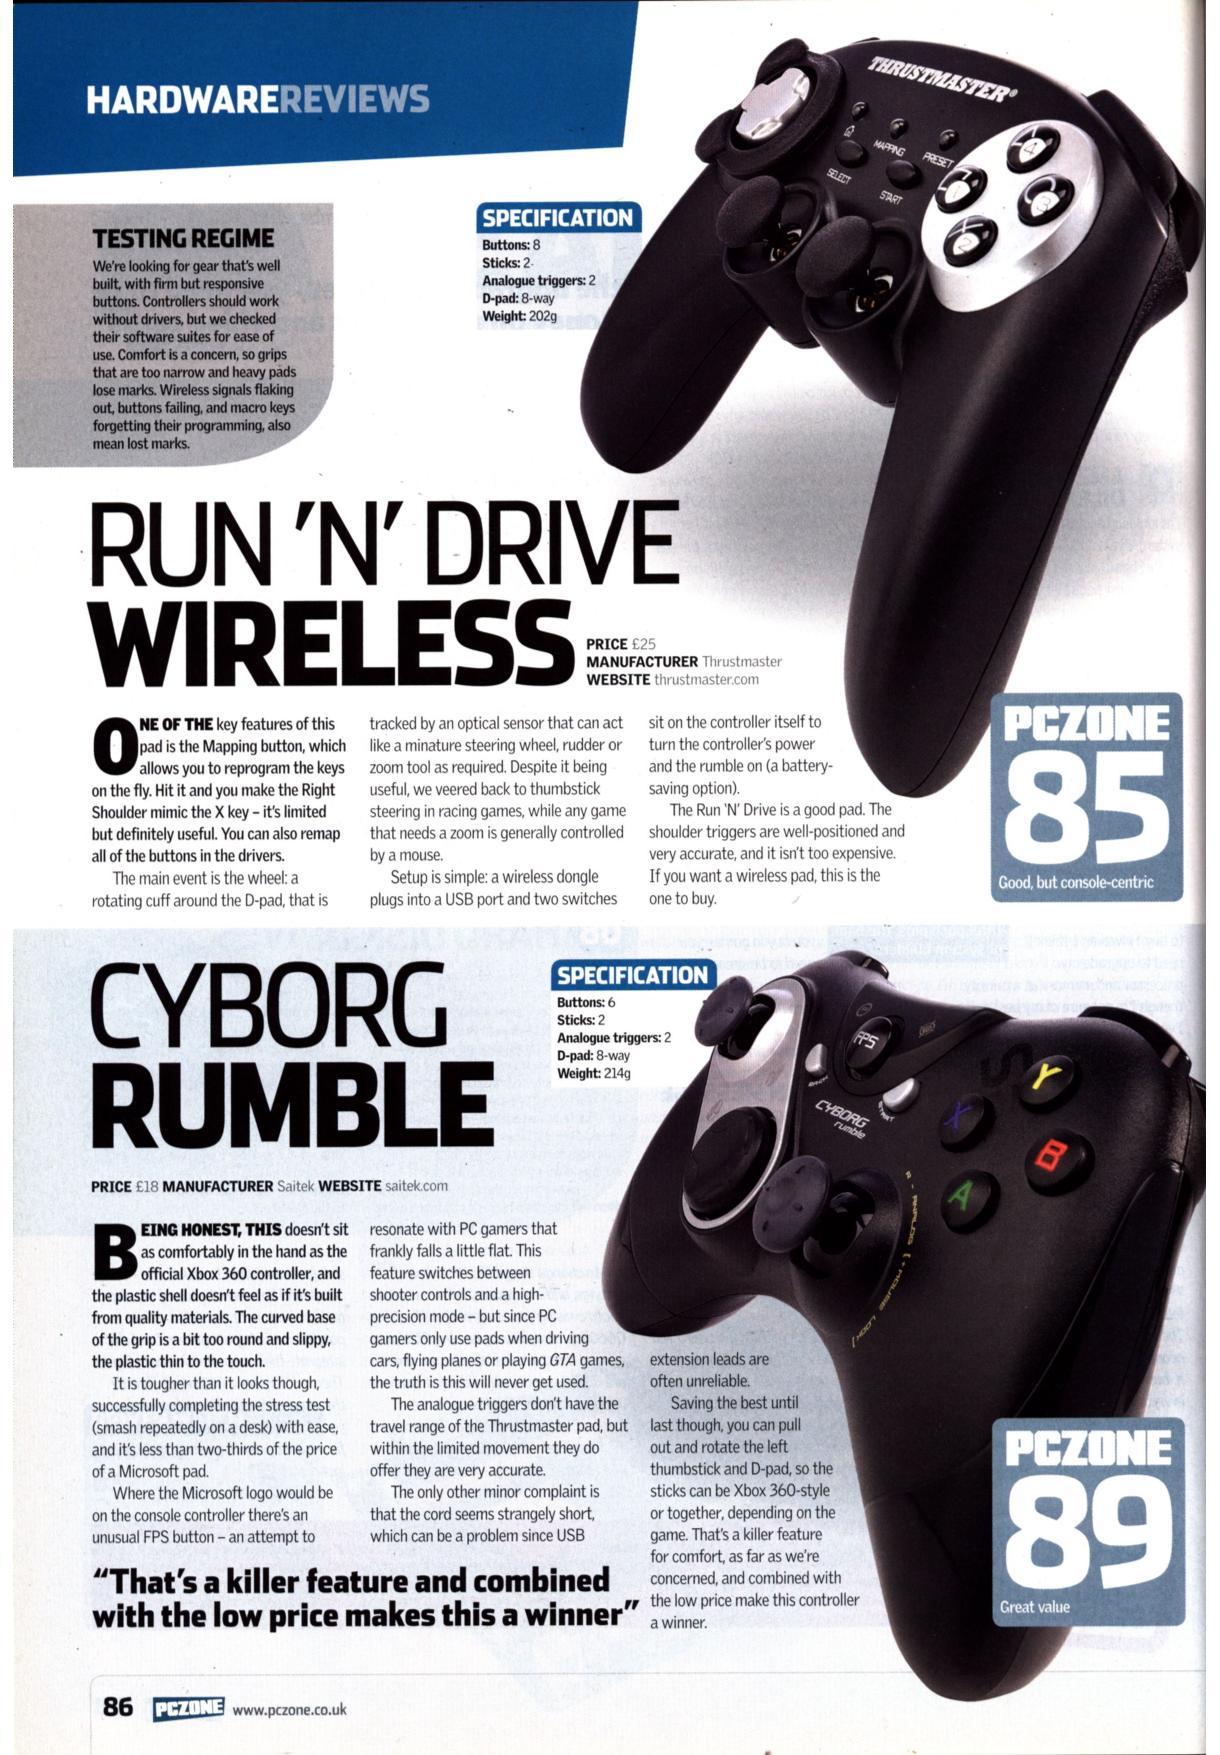 HARDWAREREVIEWS
THRUSTMASTER®
MAPPING
PRESET
SELECT
START
4
1
3
2
TESTING REGIME
We're looking for gear that's well
built, with firm but responsive
buttons. Controllers should work
without drivers, but we checked
their software suites for ease of
use. Comfort is a concern, so grips
that are too narrow and heavy pads
lose marks. Wireless signals flaking
out, buttons failing, and macro keys
forgetting their programming, also
mean lost marks.
SPECIFICATION
Buttons: 8
Sticks: 2
Analogue triggers: 2
D-pad: 8-way
Weight: 202g
RUN 'N' DRIVE
WIRELESS
PRICE £25
MANUFACTURER Thrustmaster
WEBSITE thrustmaster.com
ONE OF THE key features of this
pad is the Mapping button, which
allows you to reprogram the keys
on the fly. Hit it and you make the Right
Shoulder mimic the X key – it's limited
but definitely useful. You can also remap
all of the buttons in the drivers.
The main event is the wheel: a
rotating cuff around the D-pad, that is
tracked by an optical sensor that can act
like a minature steering wheel, rudder or
zoom tool as required. Despite it being
useful, we veered back to thumbstick
steering in racing games, while any game
that needs a zoom is generally controlled
by a mouse.
Setup is simple: a wireless dongle
plugs into a USB port and two switches
sit on the controller itself to
turn the controller's power
and the rumble on (a battery-
saving option).
The Run 'N' Drive is a good pad. The
shoulder triggers are well-positioned and
very accurate, and it isn't too expensive.
If you want a wireless pad, this is the
one to buy.
PCZONE
85
Good, but console-centric
CYBORG
RUMBLE
SPECIFICATION
Buttons: 6
Sticks: 2
Analogue triggers: 2
D-pad: 8-way
Weight: 214g
FPS
BACK
START
CYBORG
rumble
Y
X
B
A
PRICE £18 MANUFACTURER Saitek WEBSITE saitek.com
BEING HONEST, THIS doesn't sit
as comfortably in the hand as the
official Xbox 360 controller, and
the plastic shell doesn't feel as if it's built
from quality materials. The curved base
of the grip is a bit too round and slippy,
the plastic thin to the touch.
It is tougher than it looks though,
successfully completing the stress test
(smash repeatedly on a desk) with ease,
and it's less than two-thirds of the price
of a Microsoft pad.
Where the Microsoft logo would be
on the console controller there's an
unusual FPS button – an attempt to
resonate with PC gamers that
frankly falls a little flat. This
feature switches between
shooter controls and a high-
precision mode – but since PC
gamers only use pads when driving
cars, flying planes or playing GTA games,
the truth is this will never get used.
The analogue triggers don't have the
travel range of the Thrustmaster pad, but
within the limited movement they do
offer they are very accurate.
The only other minor complaint is
that the cord seems strangely short,
which can be a problem since USB
extension leads are
often unreliable.
Saving the best until
last though, you can pull
out and rotate the left
thumbstick and D-pad, so the
sticks can be Xbox 360-style
or together, depending on the
game. That's a killer feature
for comfort, as far as we're
concerned, and combined with
the low price make this controller
a winner.
"That's a killer feature and combined
with the low price makes this a winner"
PCZONE
89
Great value
86 PCZONE www.pczone.co.uk